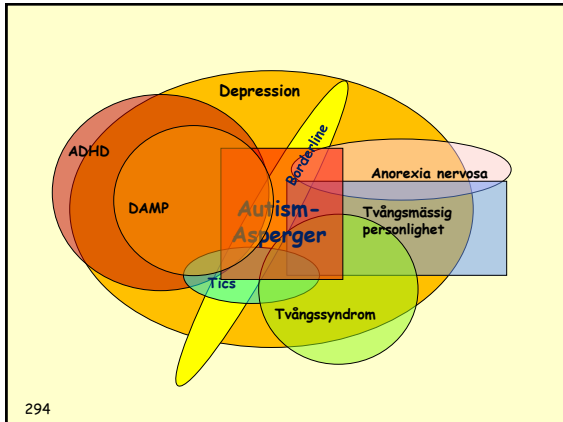 Depression
Borderline
ADHD
Anorexia nervosa
DAMP
Autism-
Asperger
Tvångsmässig
personlighet
Tics
Tvångssyndrom
294